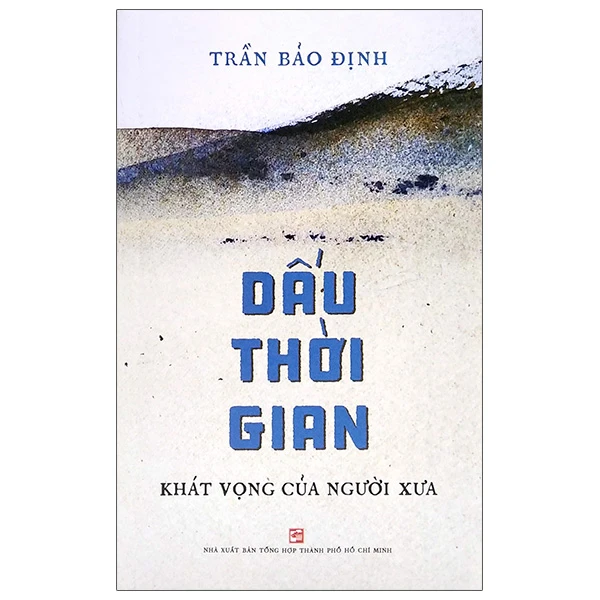 TRẦN BẢO ĐỊNH
DẤU
THỜI
GIAN
KHÁT VỌNG CỦA NGƯỜI XƯA
NHÀ XUẤT BẢN TỔNG HỢP THÀNH PHỐ HỒ CHÍ MINH